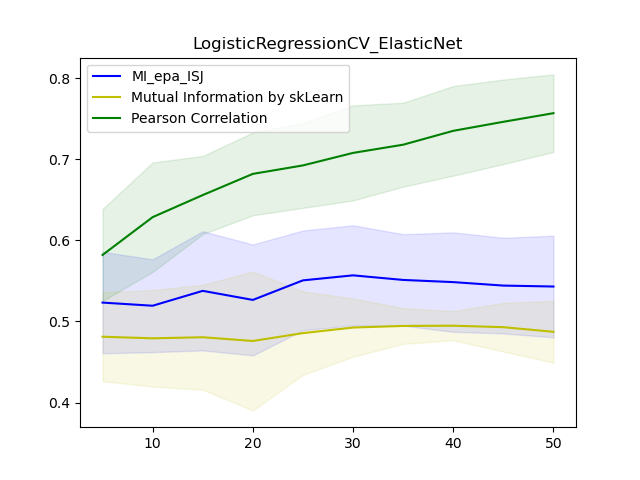 LogisticRegressionCV_ElasticNet
MI_epa_ISJ
Mutual Information by skLearn
Pearson Correlation
0.8
0.7
0.6
0.5
0.4
10 20 30 40 50